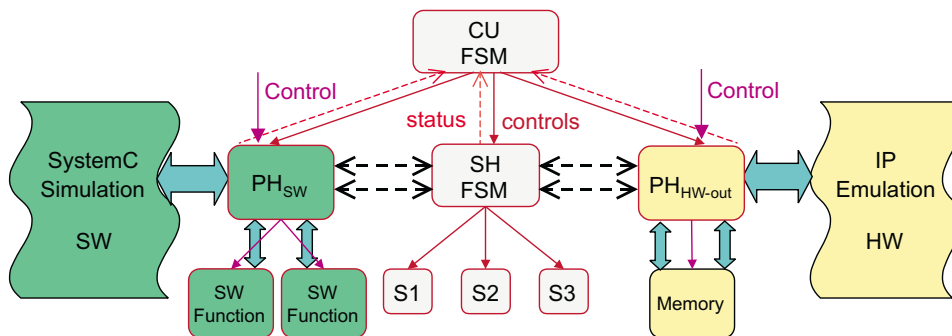 CU
FSM
Control
Control
status
controls
SystemC
Simulation
SW
PHSW
SH
FSM
PHHW-out
IP
Emulation
HW
SW
Function
SW
Function
S1
S2
S3
Memory